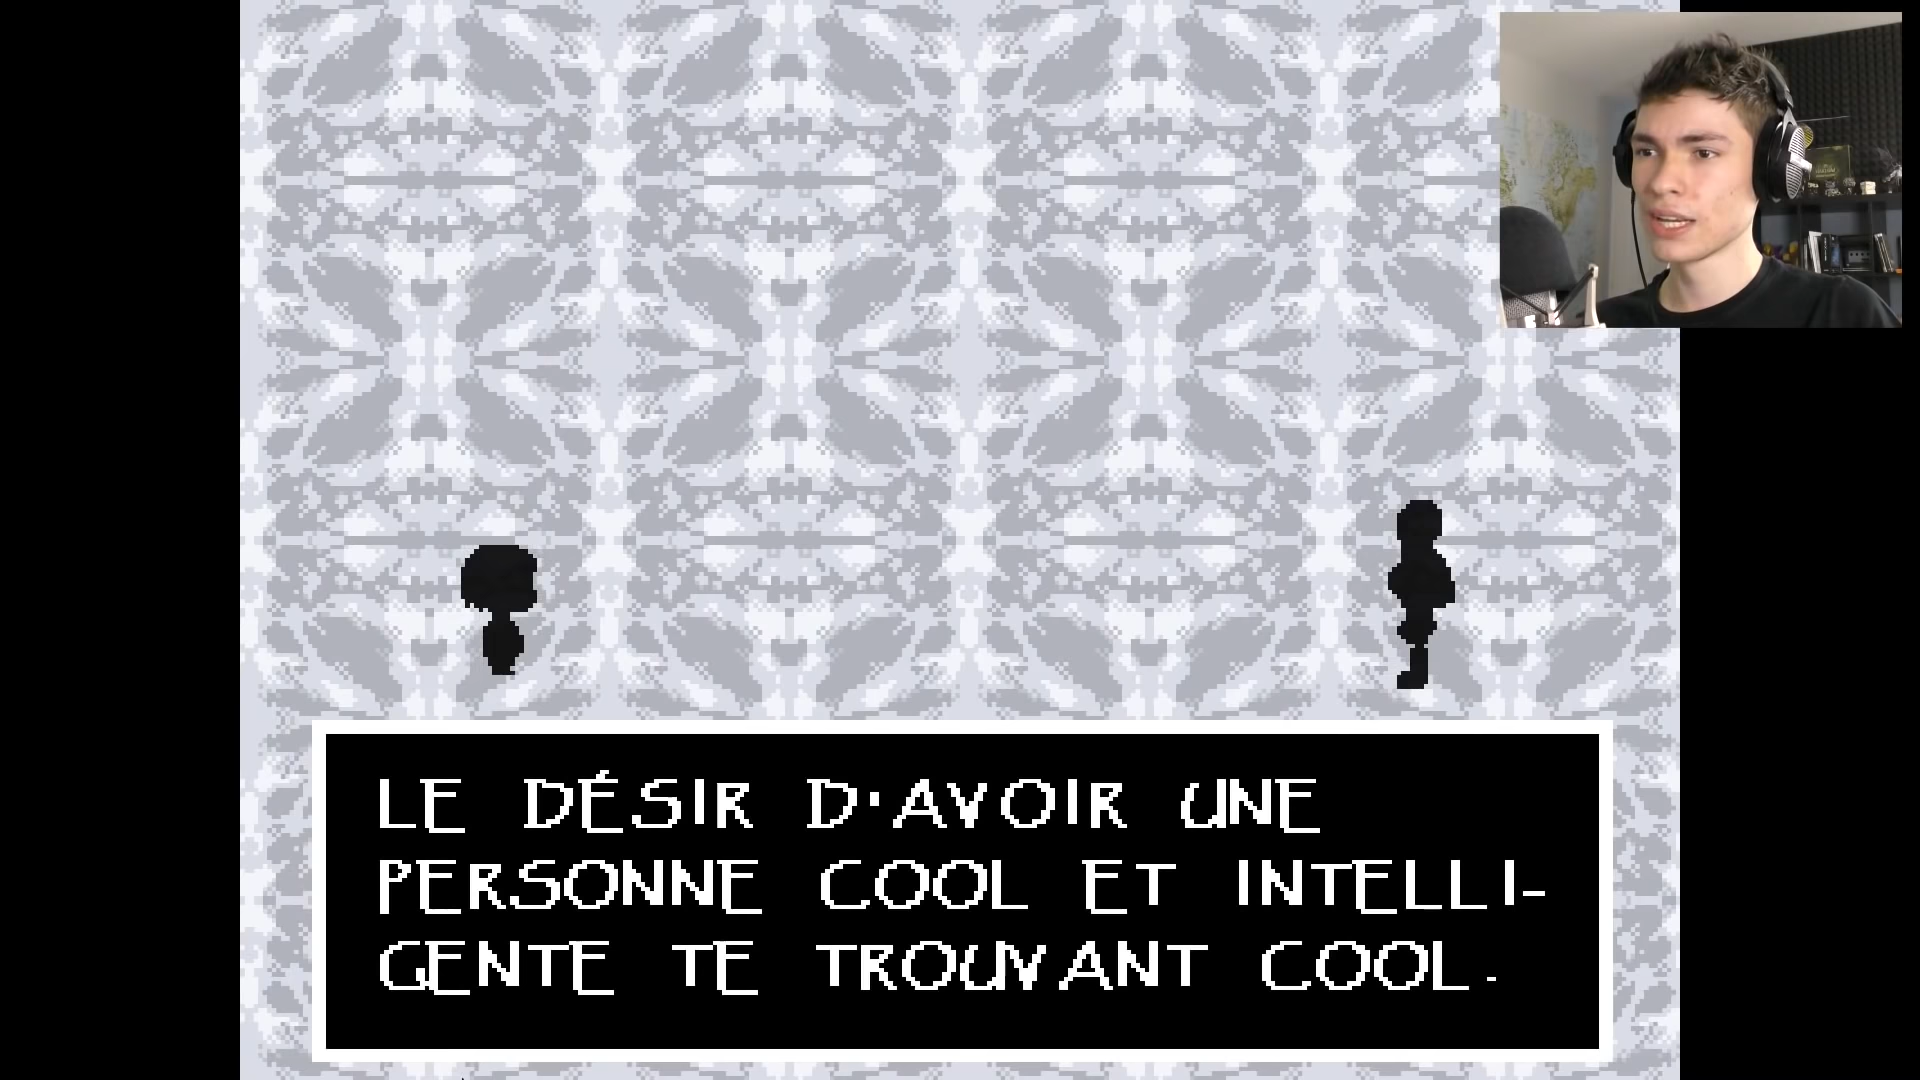 LE DÉSIR D'AVOIR UNE
PERSONNE COOL ET INTELLI-
GENTE TE TROUVANT COOL.